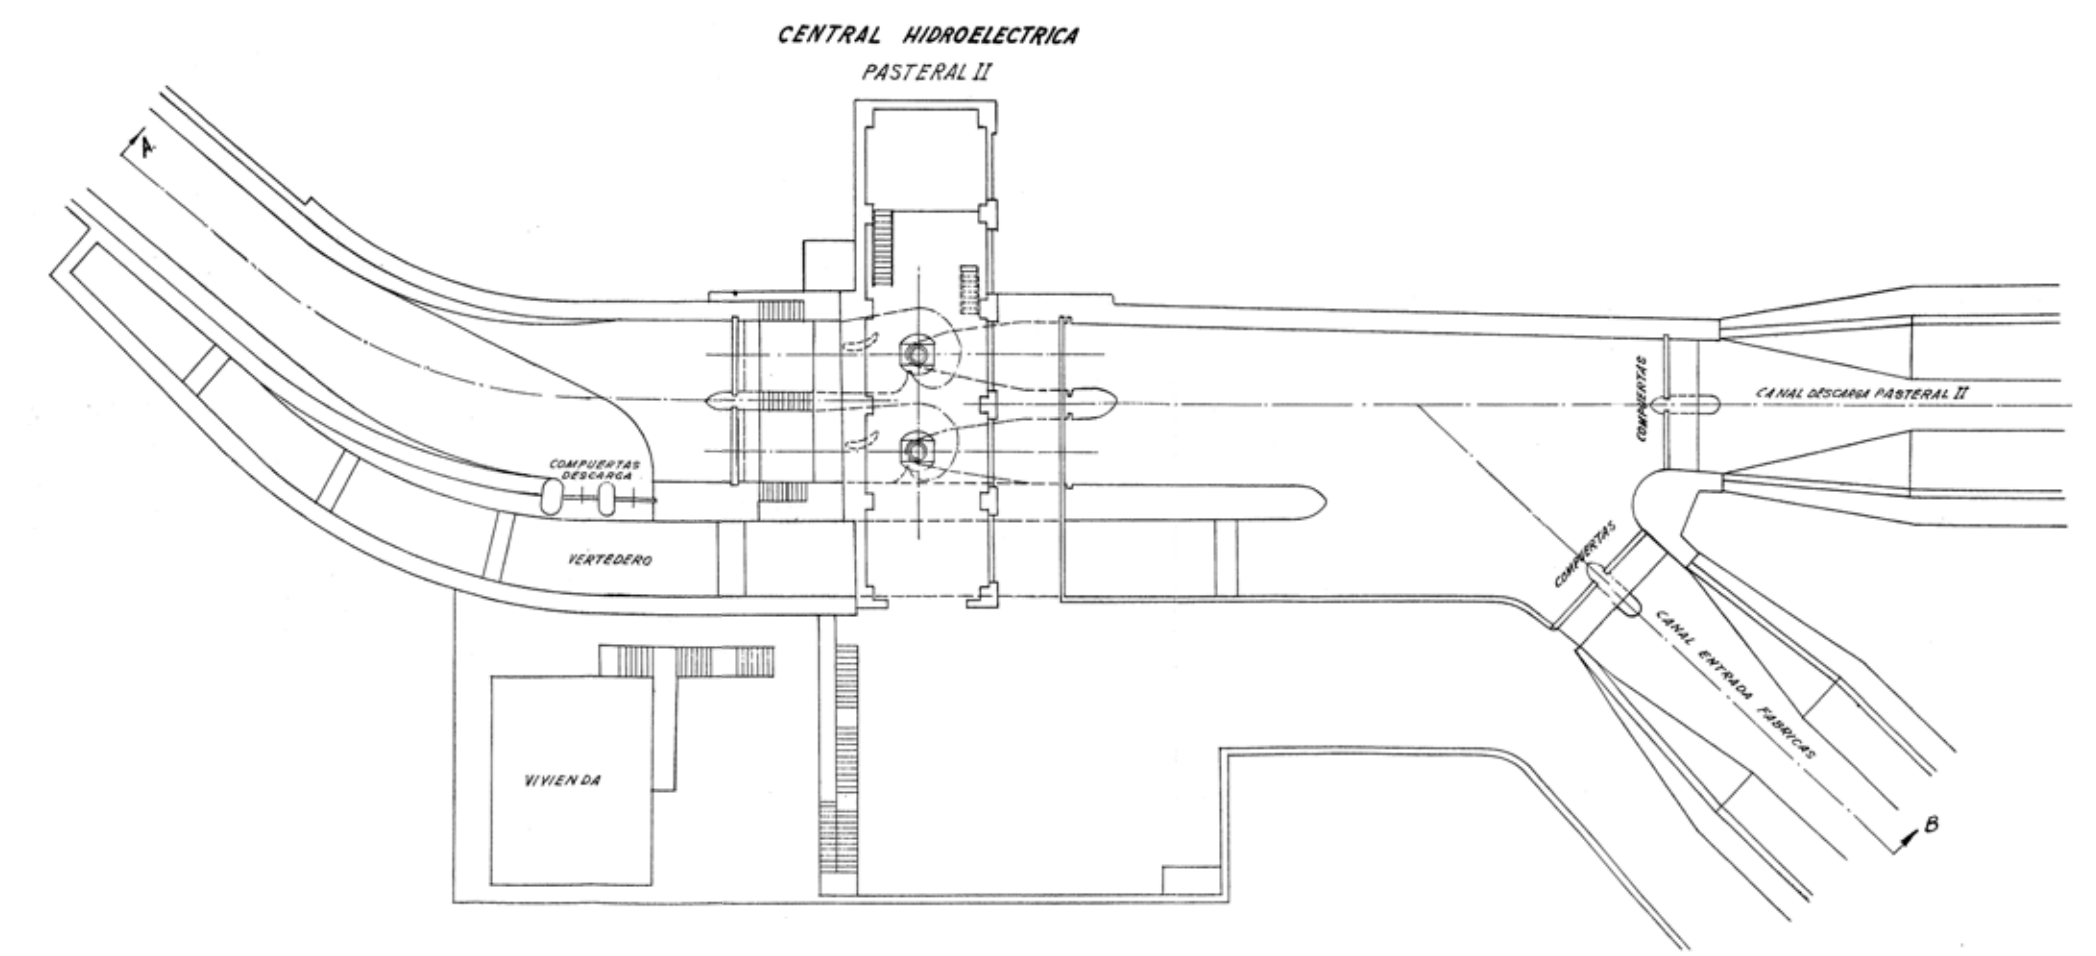 CENTRAL HIDROELECTRICA
PASTERAL II
A
COMPUERTAS
DESCARGA
VERTEDERO
VIVIENDA
COMPUERTAS
CANAL DESCARGA PASTERAL II
COMPUERTAS
CANAL ENTRADA FABRICAS
B